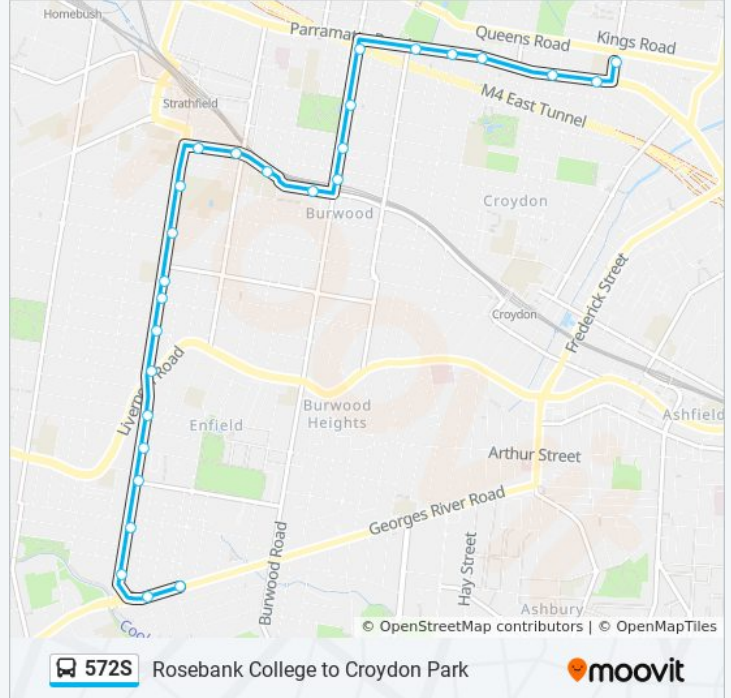 Homebush
Queens Road
Kings Road
M4 East Tunnel
Strathfield
Croydon
Burwood
Frederick Street
Croydon
Liverpool Road
Burwood
Heights
Enfield
Ashfield
Arthur Street
Georges River Road
Hay Street
Burwood Road
Ashbury
© OpenStreetMap contributors | © OpenMapTiles
572S Rosebank College to Croydon Park
moovit